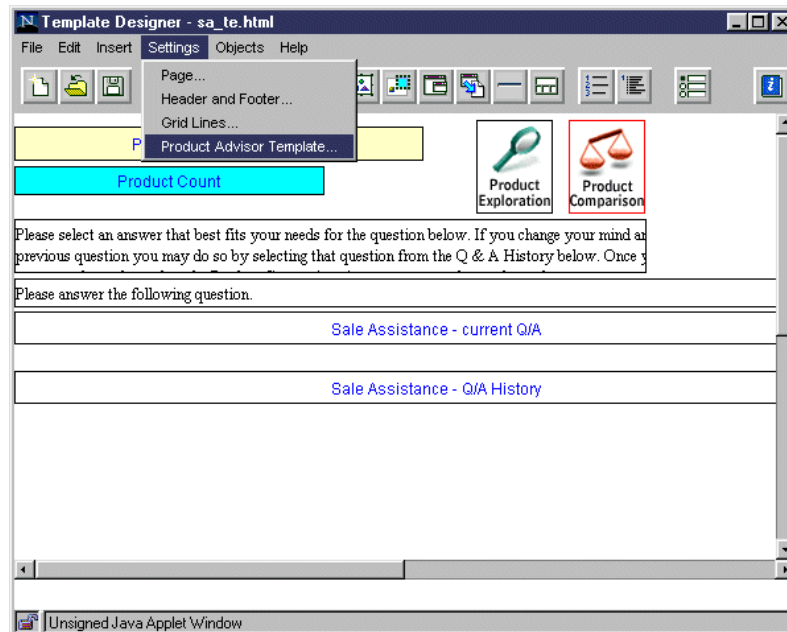 Template Designer - sa_te.html
File Edit Insert Settings Objects Help
Page...
Header and Footer...
Grid Lines...
Product Advisor Template...
P
Product Count
Product Exploration
Product Comparison
Please select an answer that best fits your needs for the question below. If you change your mind an
previous question you may do so by selecting that question from the Q & A History below. Once y
Please answer the following question.
Sale Assistance - current Q/A
Sale Assistance - Q/A History
Unsigned Java Applet Window